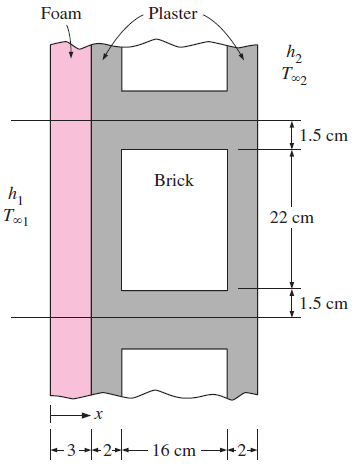 Foam
Plaster
h₂
T∞2
1.5 cm
Brick
h₁
T∞1
22 cm
1.5 cm
x
3
2
16 cm
2